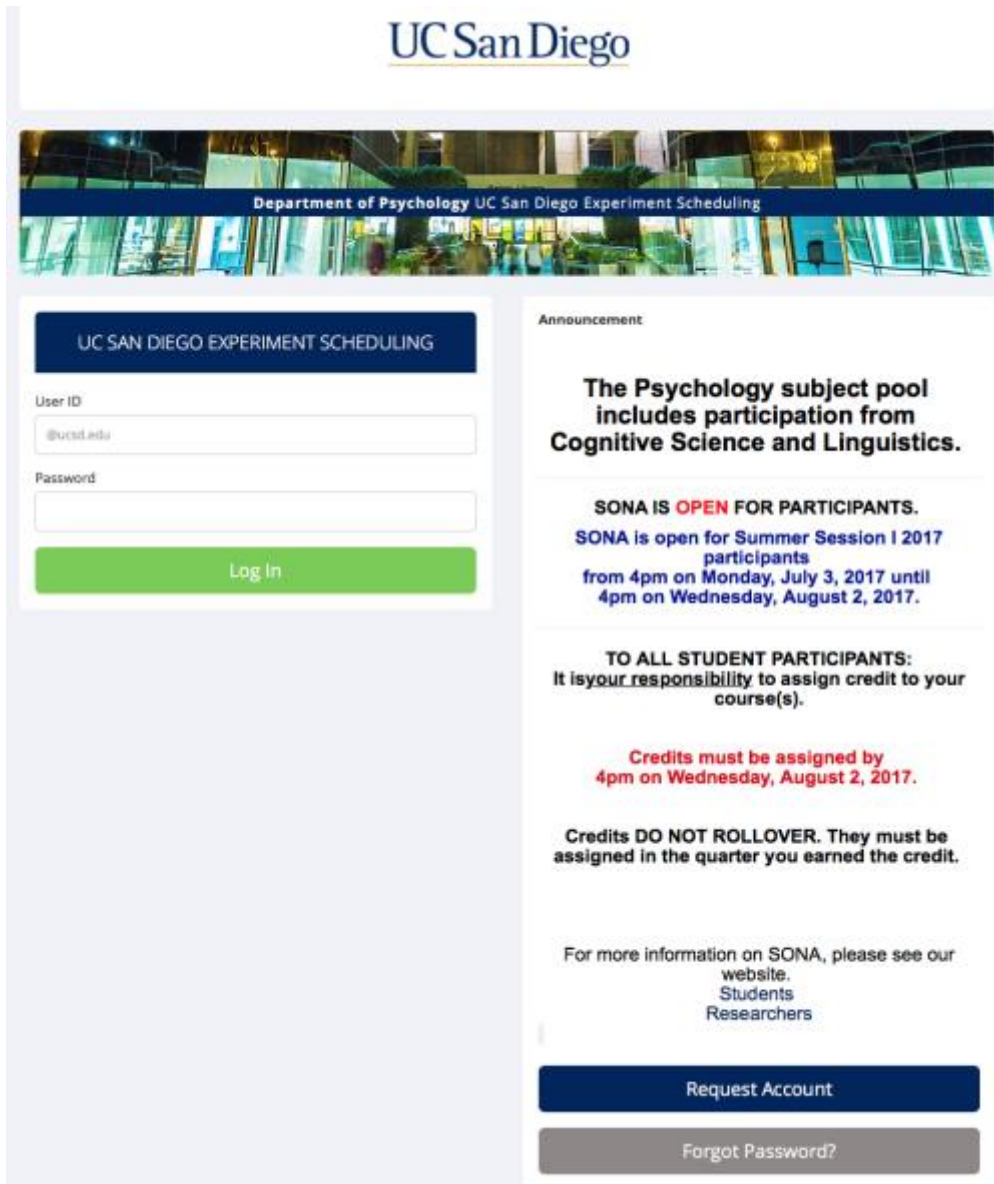 UC San Diego
Department of Psychology UC San Diego Experiment Scheduling
UC SAN DIEGO EXPERIMENT SCHEDULING
User ID
@ucsd.edu
Password
Log In
Announcement
The Psychology subject pool
includes participation from
Cognitive Science and Linguistics.
SONA IS OPEN FOR PARTICIPANTS.
SONA is open for Summer Session I 2017
participants
from 4pm on Monday, July 3, 2017 until
4pm on Wednesday, August 2, 2017.
TO ALL STUDENT PARTICIPANTS:
It isyour responsibility to assign credit to your
course(s).
Credits must be assigned by
4pm on Wednesday, August 2, 2017.
Credits DO NOT ROLLOVER. They must be
assigned in the quarter you earned the credit.
For more information on SONA, please see our
website.
Students
Researchers
Request Account
Forgot Password?